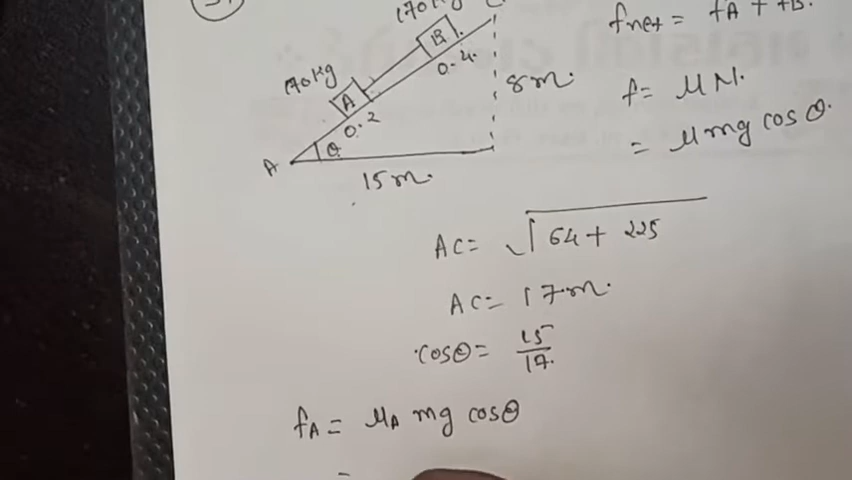 170kg
B
fnet = fA + fB.
0.4.
170kg
A
8m.
f = μN.
0.2
= μmg cosθ.
A
θ
15m.
AC = √64 + 225
AC = 17m.
cosθ = 15/17.
fA = μA mg cosθ
=